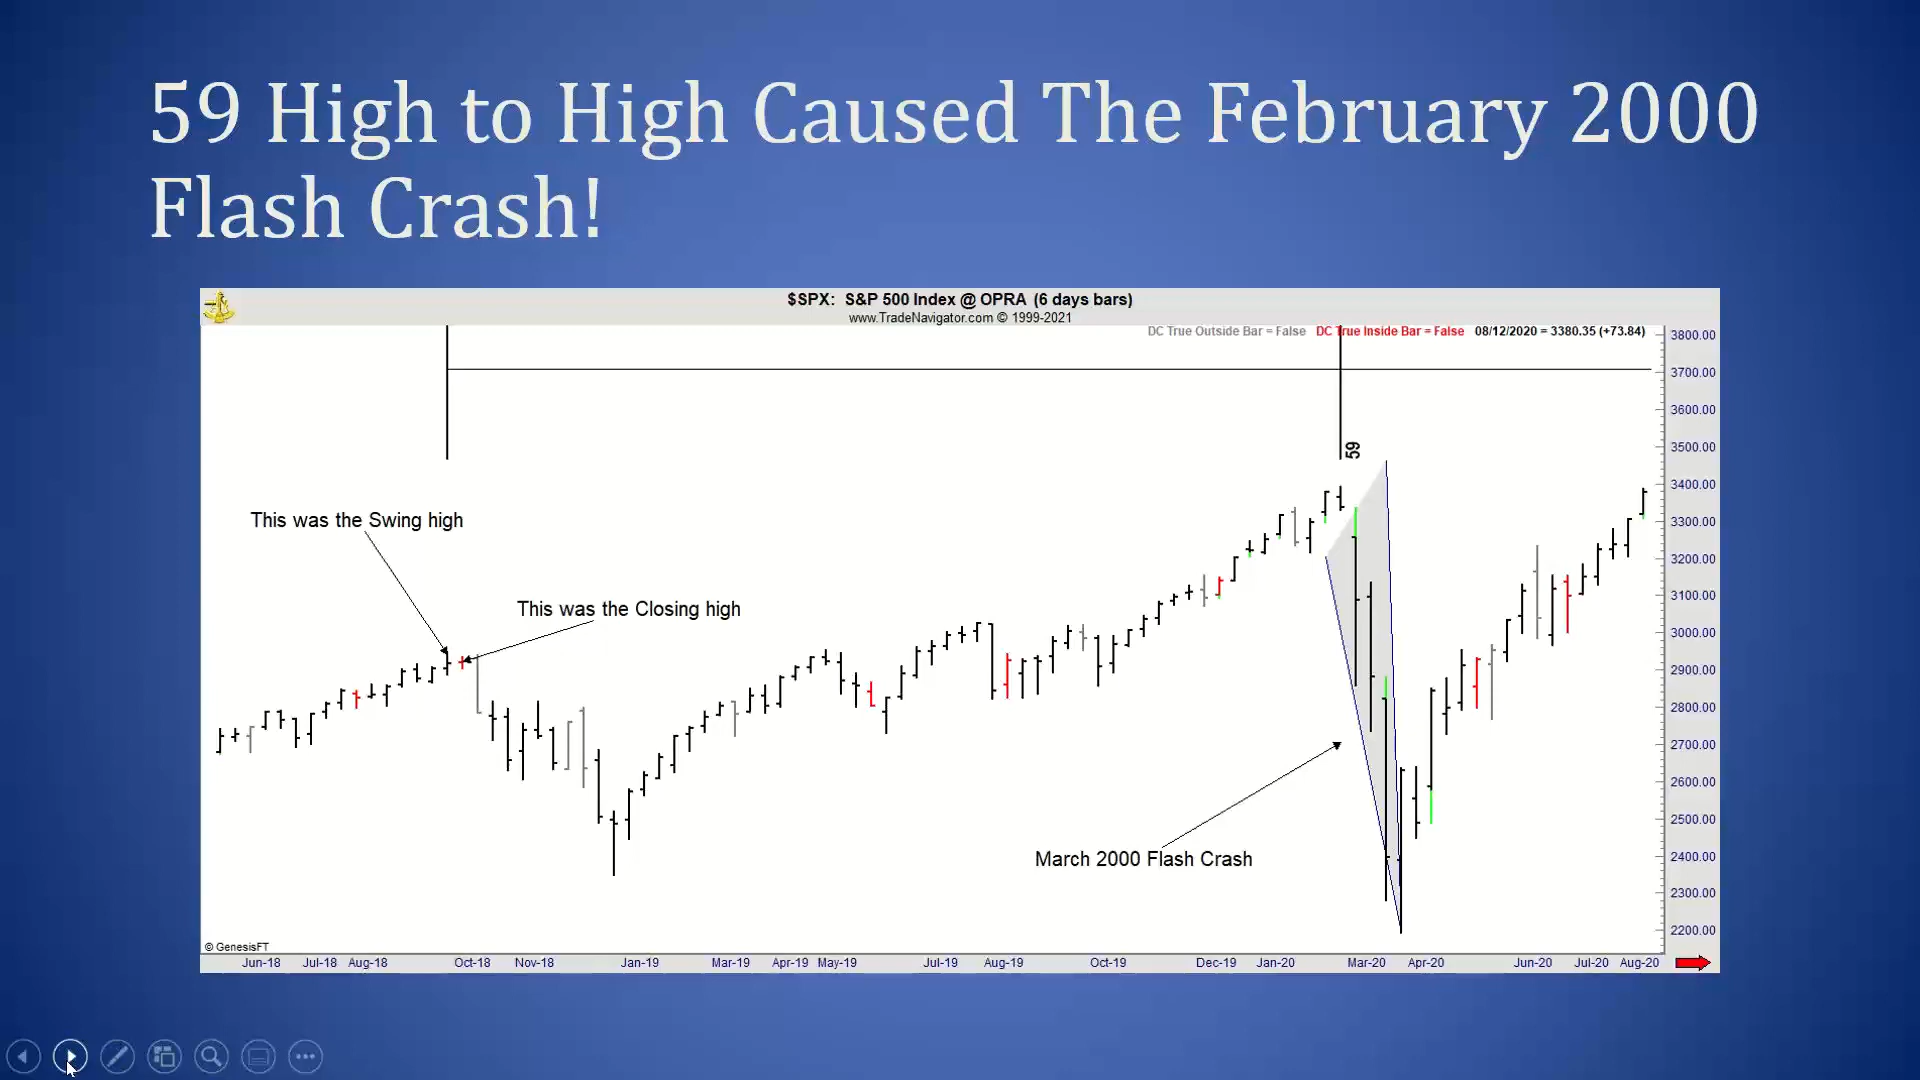 59 High to High Caused The February 2000
Flash Crash!
$SPX: S&P 500 Index @ OPRA (6 days bars)
www.TradeNavigator.com © 1999-2021
DC True Outside Bar = False DC True Inside Bar = False 08/12/2020 = 3380.35 (+73.84)
3800.00
3700.00
3600.00
3500.00
3400.00
3300.00
3200.00
3100.00
3000.00
2900.00
2800.00
2700.00
2600.00
2500.00
2400.00
2300.00
2200.00
59
This was the Swing high
This was the Closing high
March 2000 Flash Crash
© GenesisFT
Jun-18 Jul-18 Aug-18 Oct-18 Nov-18 Jan-19 Mar-19 Apr-19 May-19 Jul-19 Aug-19 Oct-19 Dec-19 Jan-20 Mar-20 Apr-20 Jun-20 Jul-20 Aug-20